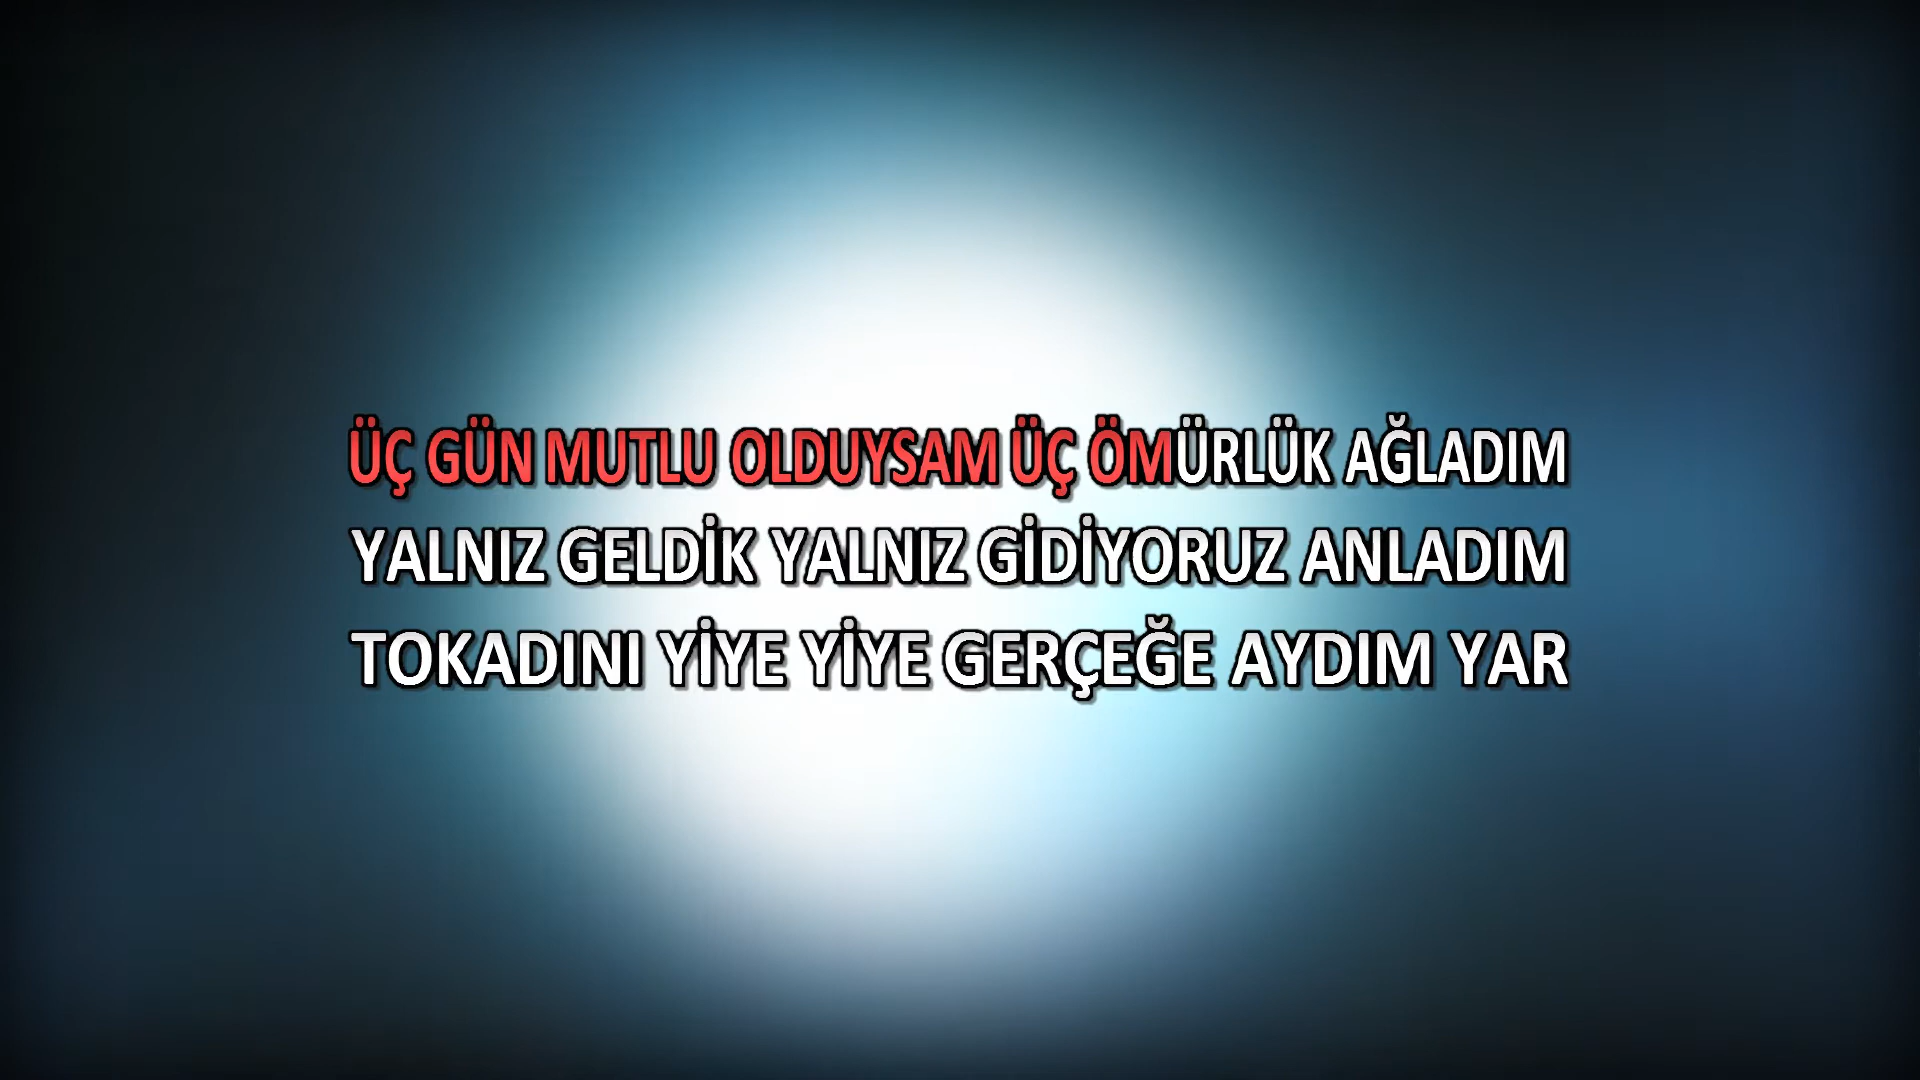 ÜÇ GÜN MUTLU OLDUYSAM ÜÇ ÖMÜRLÜK AĞLADIM
YALNIZ GELDİK YALNIZ GİDİYORUZ ANLADIM
TOKADINI YİYE YİYE GERÇEĞE AYDIM YAR